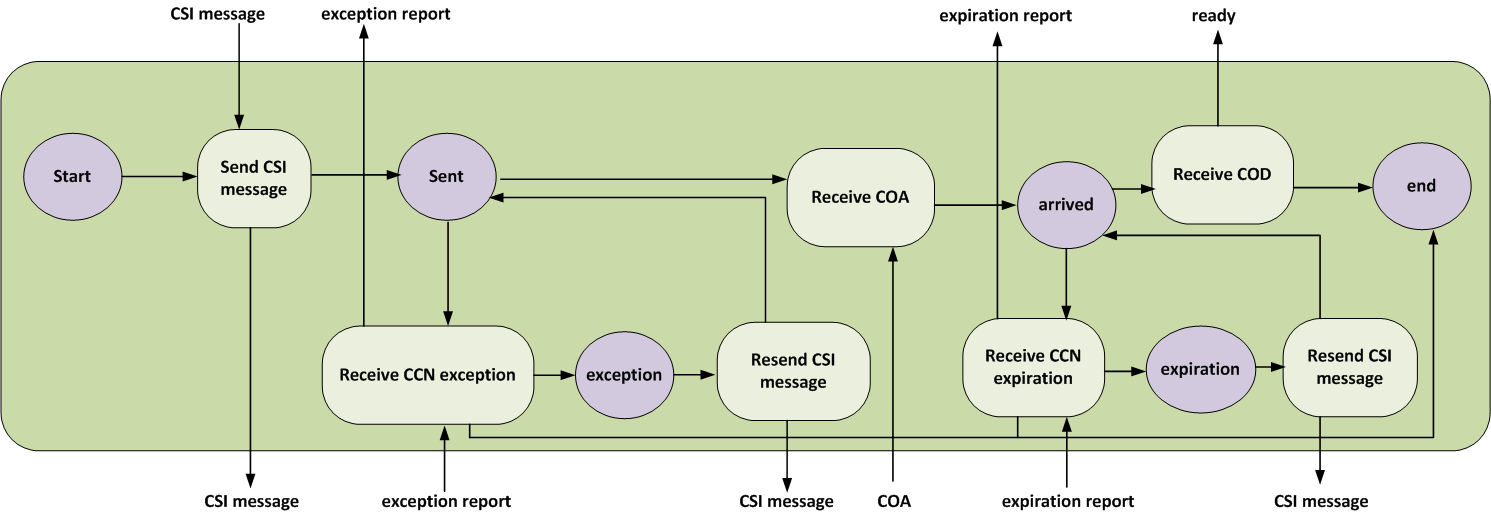 CSI message
exception report
expiration report
ready
Start
Send CSI
message
Sent
Receive COA
arrived
Receive COD
end
Receive CCN exception
exception
Resend CSI
message
Receive CCN
expiration
expiration
Resend CSI
message
CSI message
exception report
CSI message
COA
expiration report
CSI message